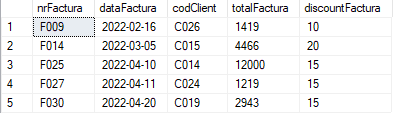 nrFactura dataFactura codClient totalFactura discountFactura
1 F009 2022-02-16 C026 1419 10
2 F014 2022-03-05 C015 4466 20
3 F025 2022-04-10 C014 12000 15
4 F027 2022-04-11 C024 1219 15
5 F030 2022-04-20 C019 2943 15